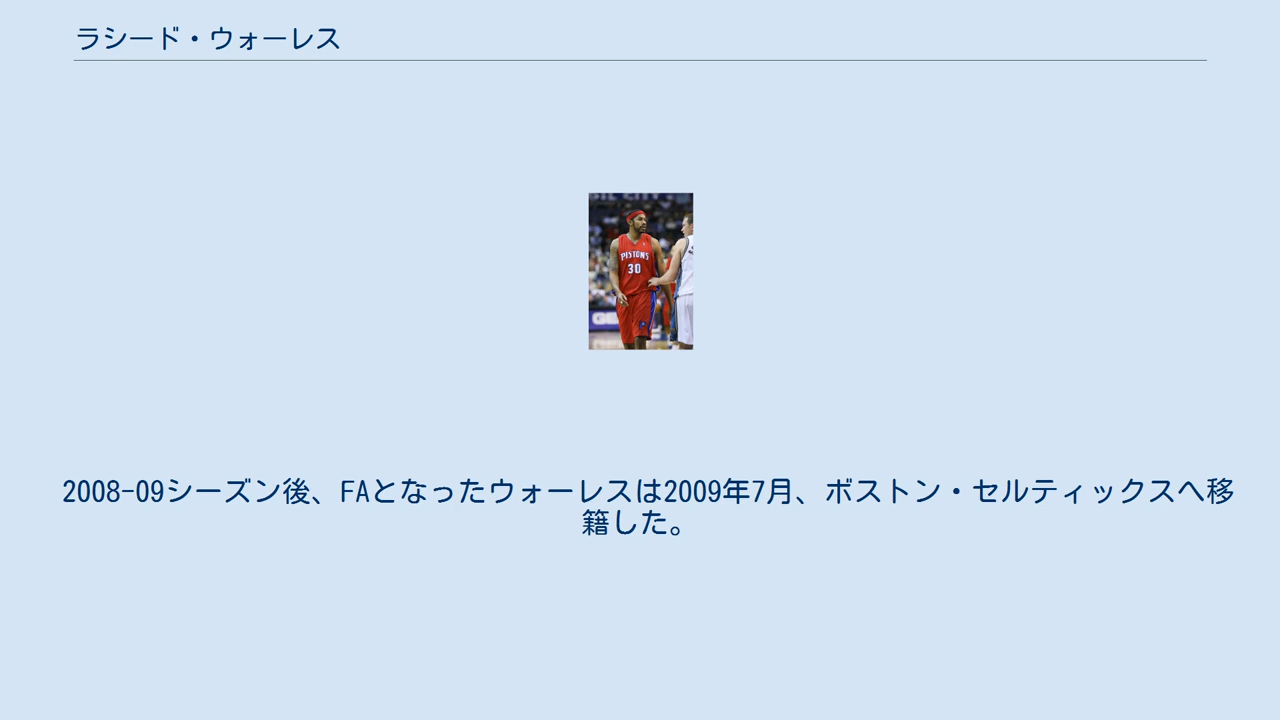 ラシード・ウォーレス
PISTONS
30
2008-09シーズン後、FAとなったウォーレスは2009年7月、ボストン・セルティックスへ移
籍した。